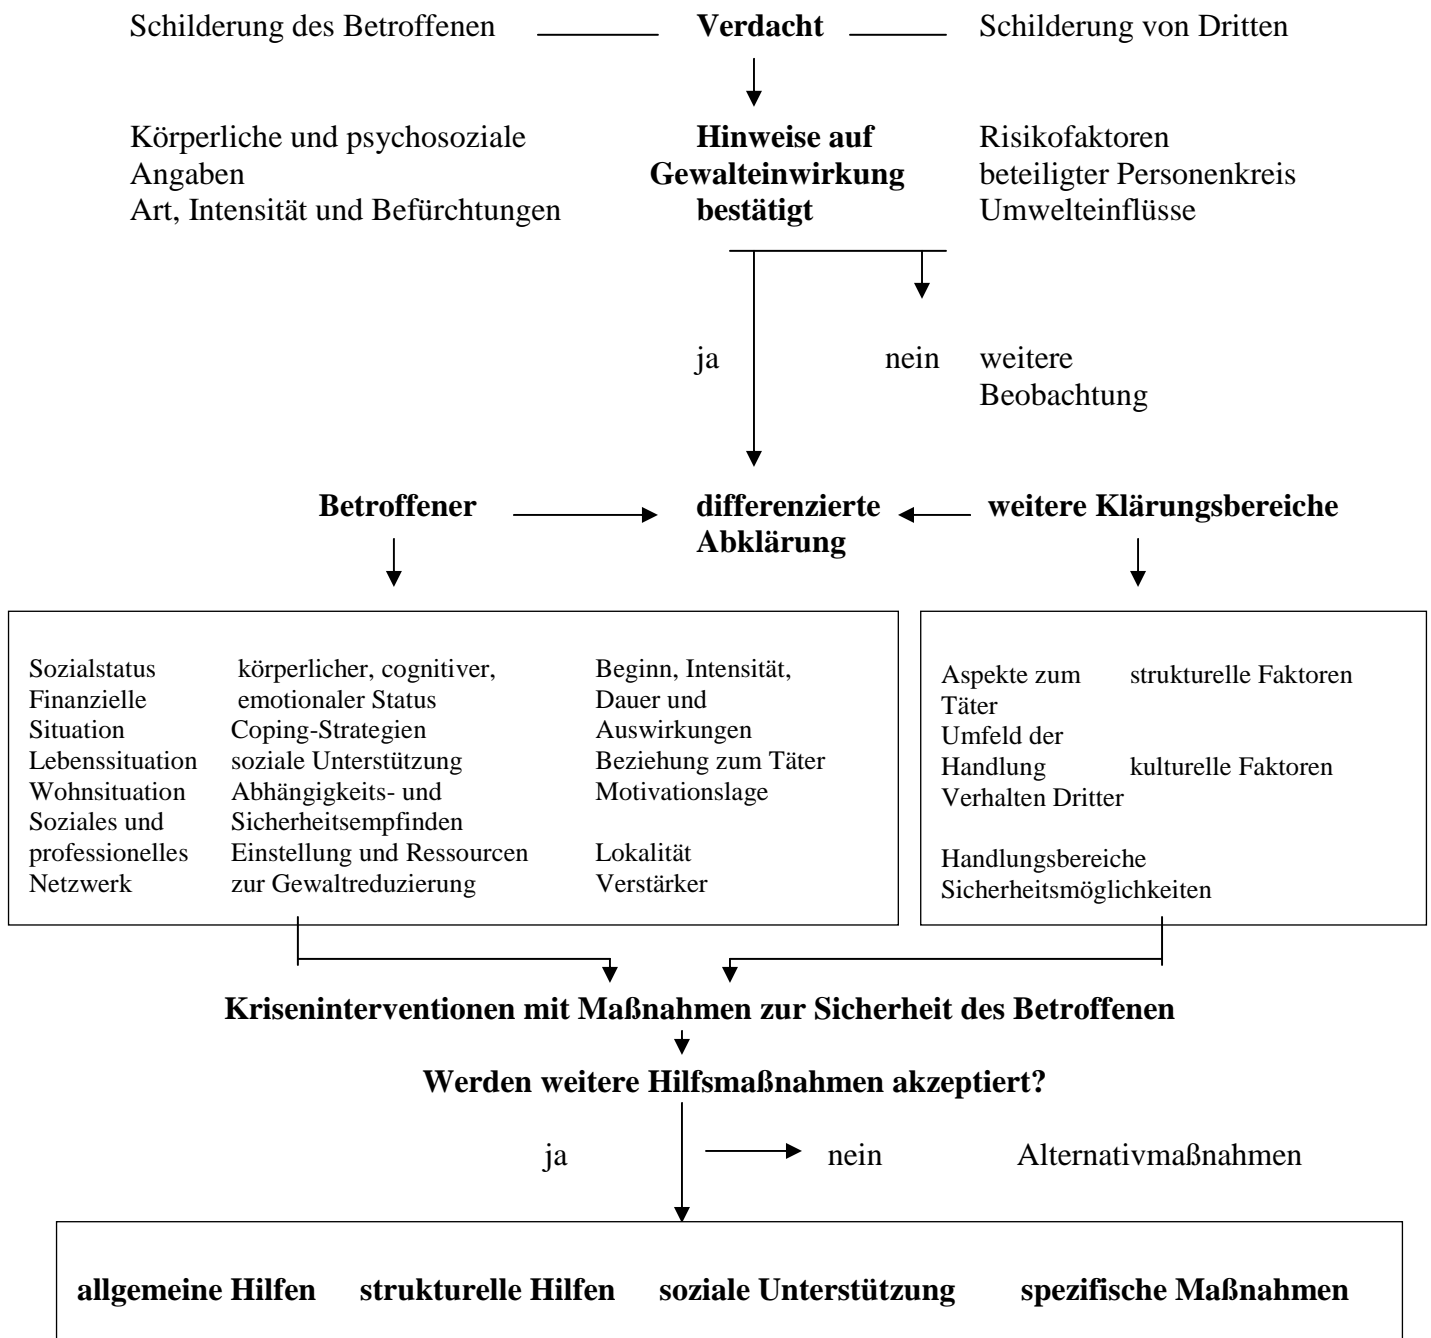 Schilderung des Betroffenen Verdacht Schilderung von Dritten
Körperliche und psychosoziale Hinweise auf Risikofaktoren
Angaben Gewalteinwirkung beteiligter Personenkreis
Art, Intensität und Befürchtungen bestätigt Umwelteinflüsse
ja nein weitere
Beobachtung
Betroffener differenzierte weitere Klärungsbereiche
Abklärung
Sozialstatus
Finanzielle
Situation
Lebenssituation
Wohnsituation
Soziales und
professionelles
Netzwerk
körperlicher, cognitiver,
emotionaler Status
Coping-Strategien
soziale Unterstützung
Abhängigkeits- und
Sicherheitsempfinden
Einstellung und Ressourcen
zur Gewaltreduzierung
Beginn, Intensität,
Dauer und
Auswirkungen
Beziehung zum Täter
Motivationslage
Lokalität
Verstärker
Aspekte zum strukturelle Faktoren
Täter
Umfeld der
Handlung kulturelle Faktoren
Verhalten Dritter
Handlungsbereiche
Sicherheitsmöglichkeiten
Kriseninterventionen mit Maßnahmen zur Sicherheit des Betroffenen
Werden weitere Hilfsmaßnahmen akzeptiert?
ja nein Alternativmaßnahmen
allgemeine Hilfen strukturelle Hilfen soziale Unterstützung spezifische Maßnahmen